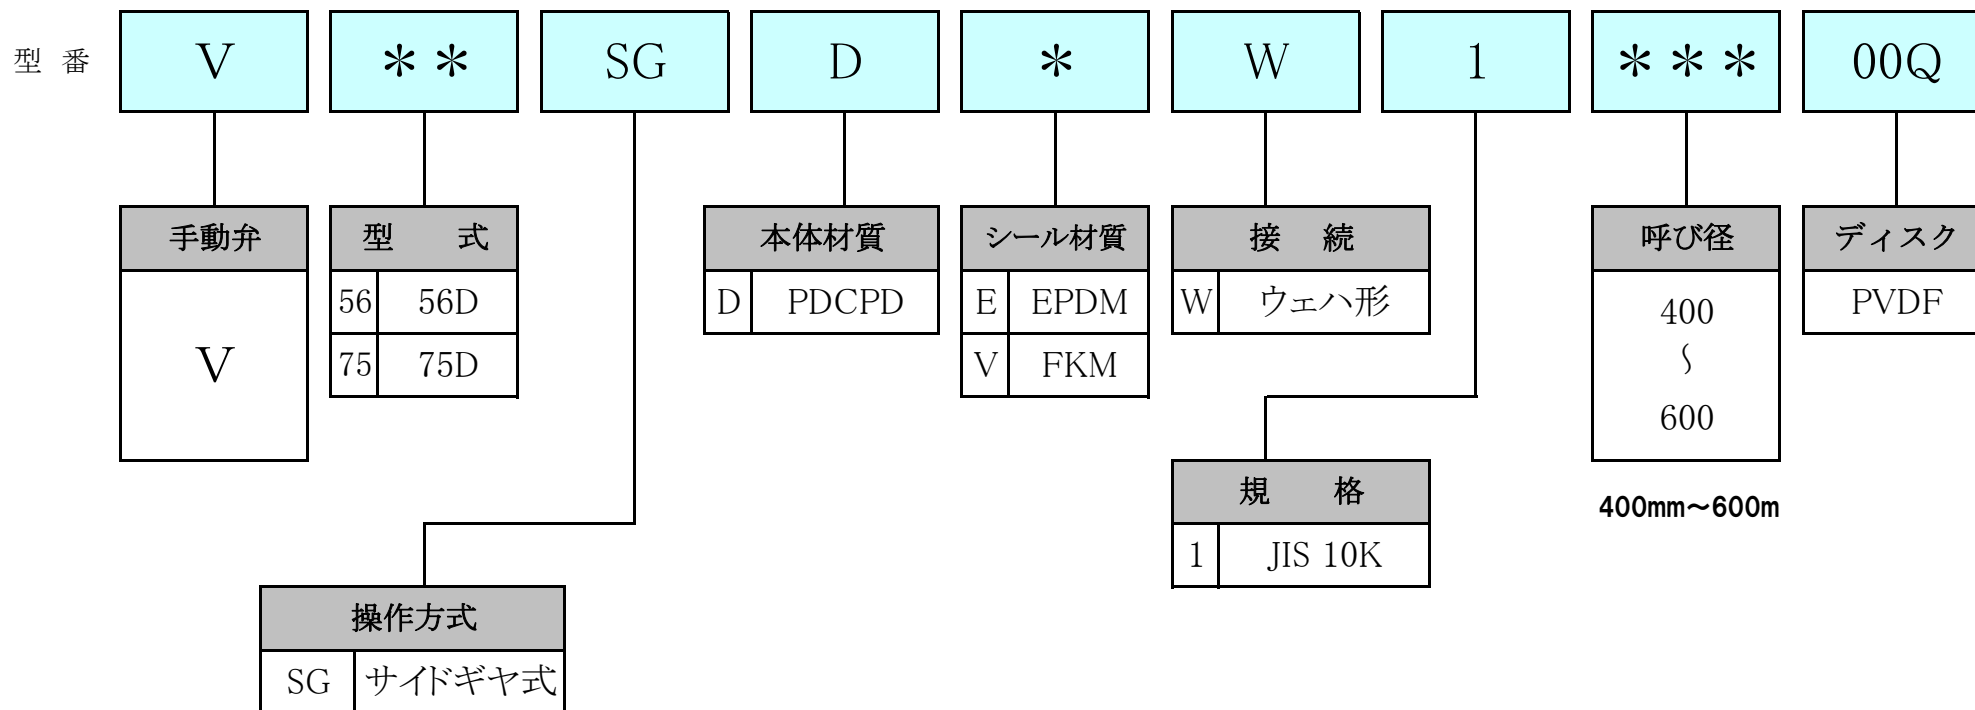 型 番 V ** SG D * W 1 *** 00Q
手動弁 型 式 本体材質 シール材質 接 続 呼び径 ディスク
56 56D D PDCPD E EPDM W ウェハ形 400 PVDF
V 75 75D V FKM ～
600
規 格 400mm～600m
1 JIS 10K
操作方式
SG サイドギヤ式